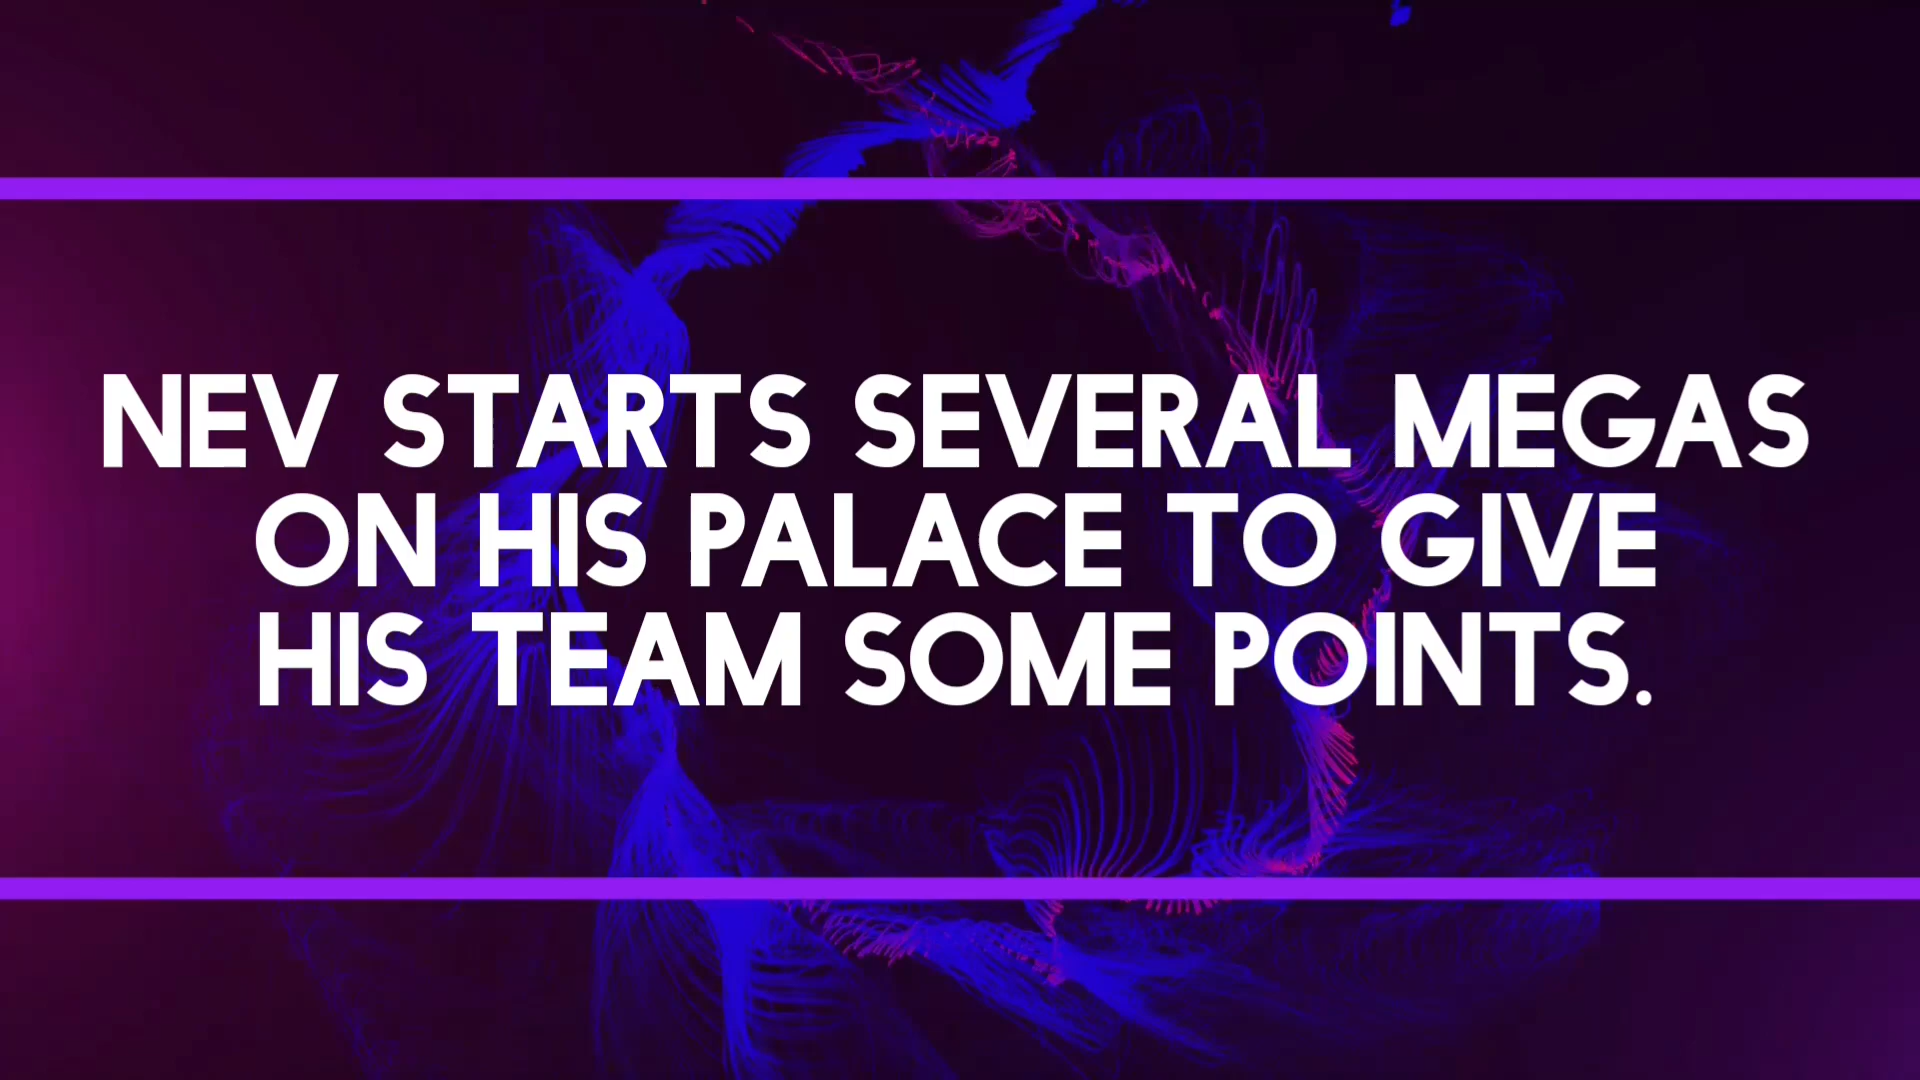 NEV STARTS SEVERAL MEGAS
ON HIS PALACE TO GIVE
HIS TEAM SOME POINTS.